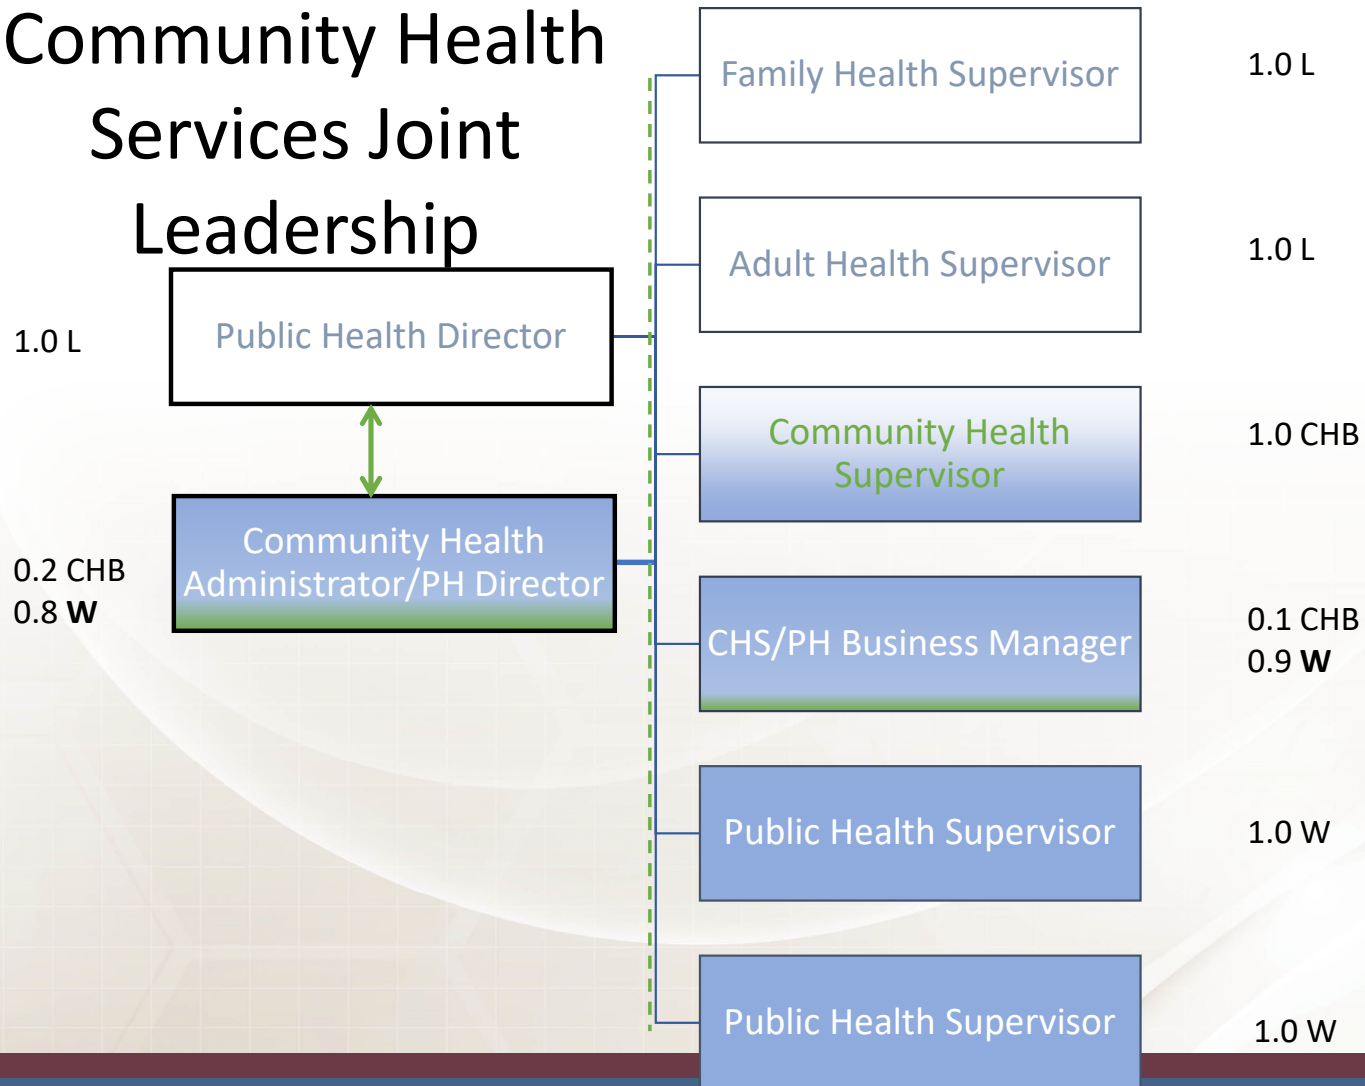 Community Health
Services Joint
Leadership
1.0 L
Public Health Director
0.2 CHB
0.8 W
Community Health
Administrator/PH Director
Family Health Supervisor
1.0 L
Adult Health Supervisor
1.0 L
Community Health
Supervisor
1.0 CHB
CHS/PH Business Manager
0.1 CHB
0.9 W
Public Health Supervisor
1.0 W
Public Health Supervisor
1.0 W